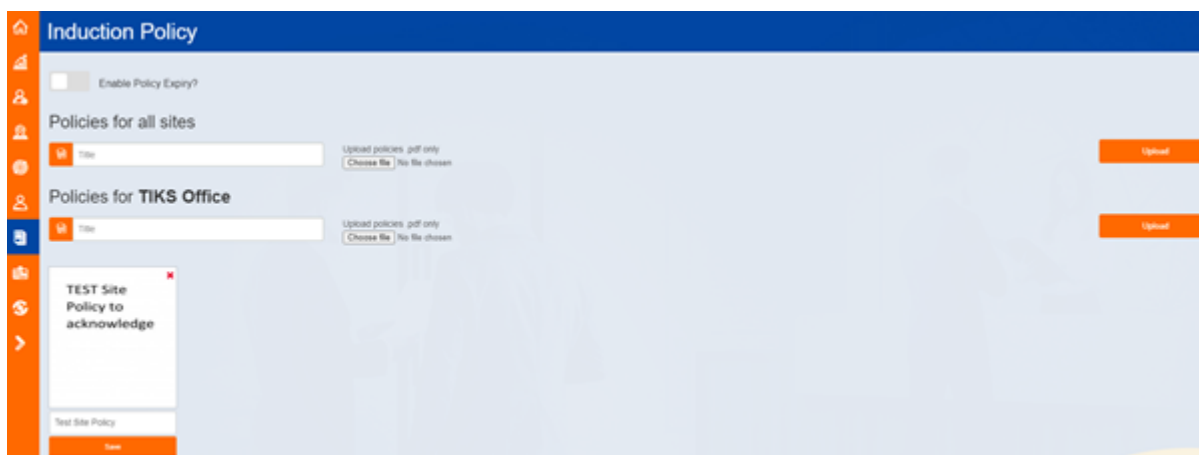 Induction Policy
Enable Policy Expiry?
Policies for all sites
Title
Upload policies .pdf only
Choose file No file chosen
Upload
Policies for TIKS Office
Title
Upload policies .pdf only
Choose file No file chosen
Upload
TEST Site
Policy to
acknowledge
Test Site Policy
Save